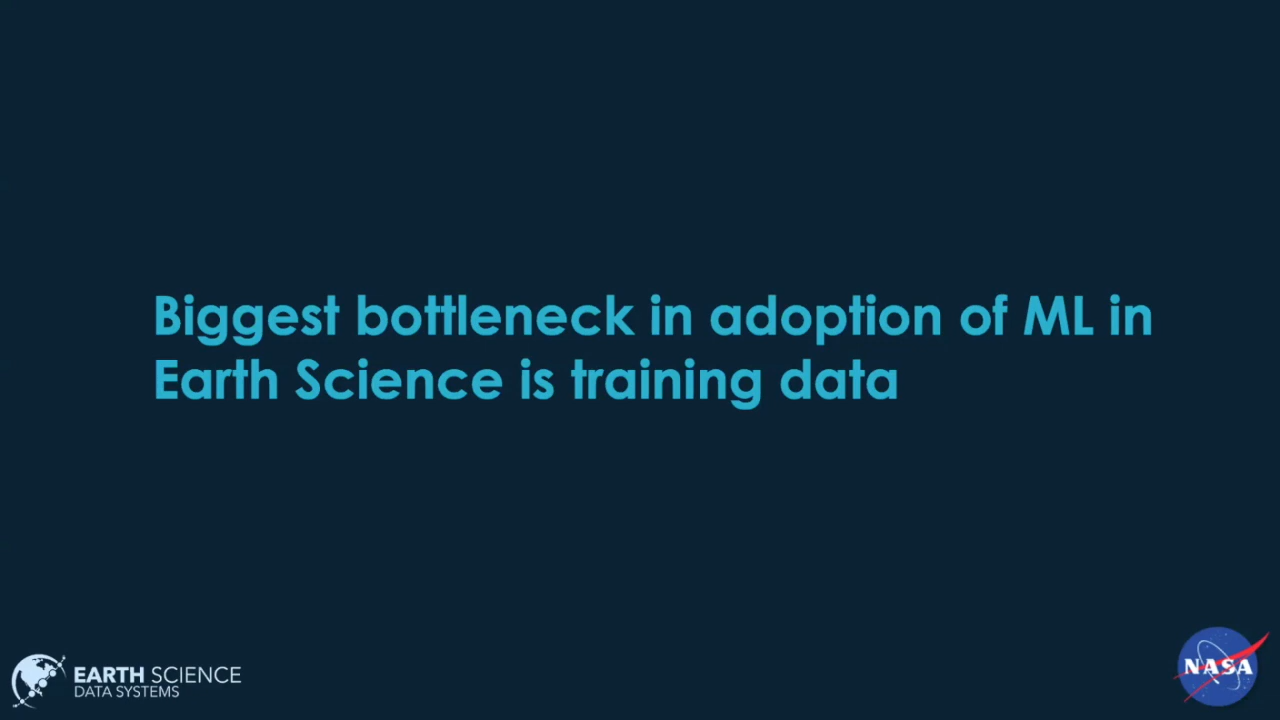 Biggest bottleneck in adoption of ML in
Earth Science is training data
EARTH SCIENCE
DATA SYSTEMS
NASA